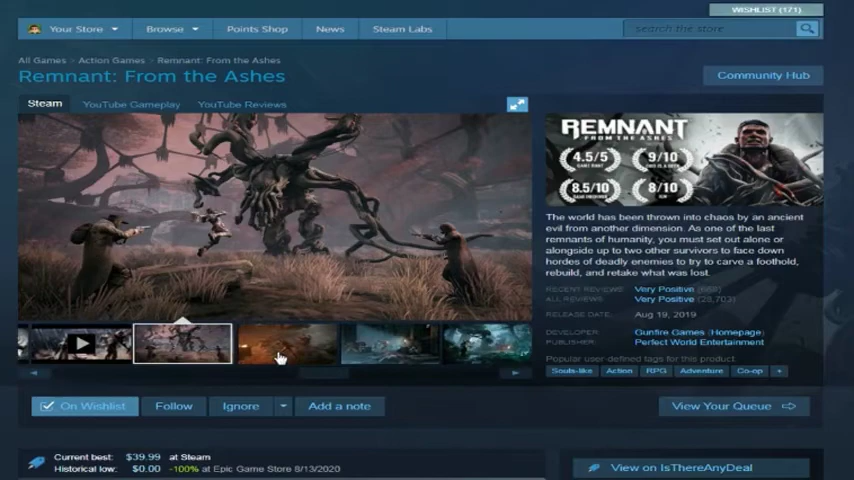 WISHLIST (171)
Your Store Browse Points Shop News Steam Labs search the store
All Games > Action Games > Remnant: From the Ashes
Remnant: From the Ashes
Community Hub
Steam YouTube Gameplay YouTube Reviews
REMNANT
FROM THE ASHES
4.5/5 9/10
8.5/10 8/10
The world has been thrown into chaos by an ancient
evil from another dimension. As one of the last
remnants of humanity, you must set out alone or
alongside up to two other survivors to face down
hordes of deadly enemies to try to carve a foothold,
rebuild, and retake what was lost.
RECENT REVIEWS: Very Positive
ALL REVIEWS: Very Positive (28,703)
RELEASE DATE: Aug 19, 2019
DEVELOPER: Gunfire Games (Homepage)
PUBLISHER: Perfect World Entertainment
Popular user-defined tags for this product:
Souls-like Action RPG Adventure Co-op +
On Wishlist Follow Ignore Add a note View Your Queue
Current best: $39.99 at Steam
Historical low: $0.00 -100% at Epic Game Store 8/13/2020
View on IsThereAnyDeal